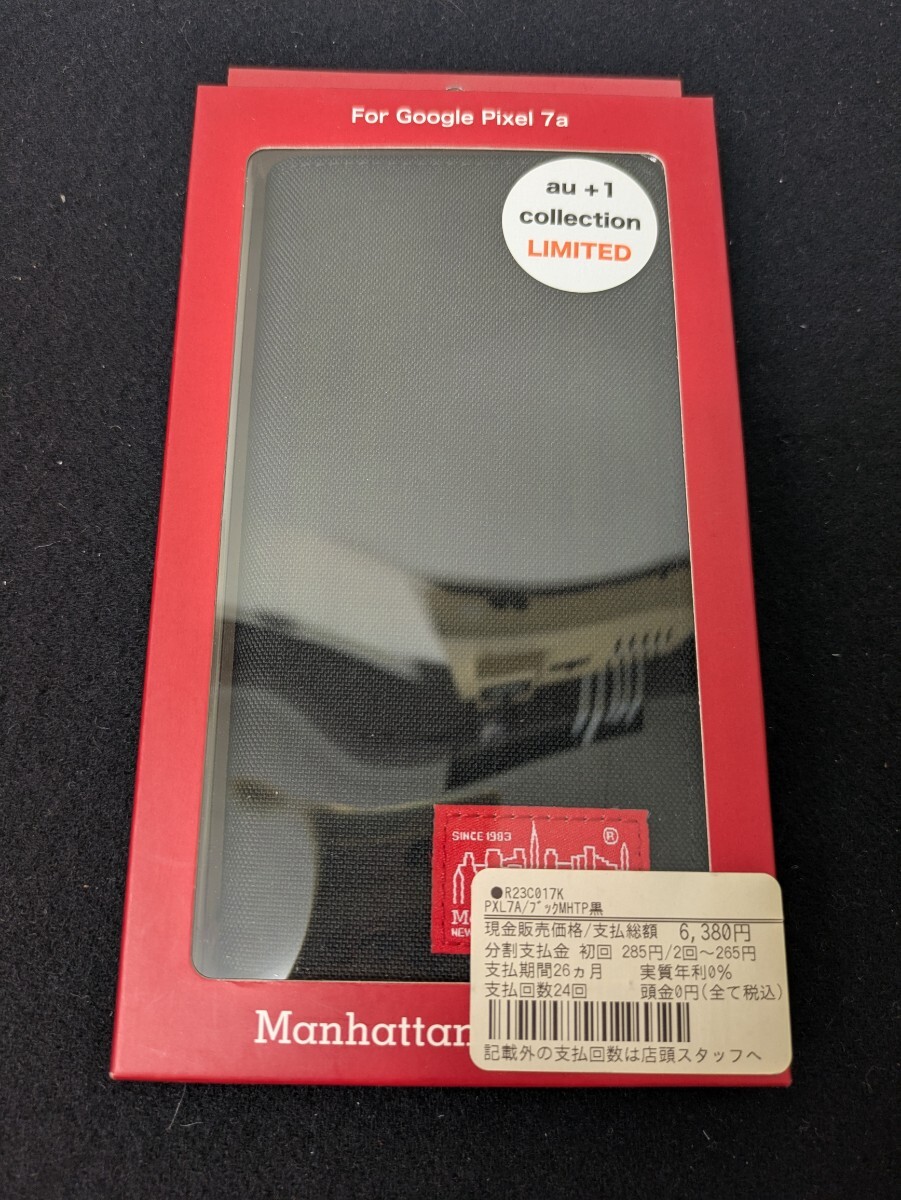 For Google Pixel 7a
au +1
collection
LIMITED
SINCE 1983
®
●R23C017K
PXL7A/ﾌﾞｯｸMHTP黒
現金販売価格/支払総額 6,380円
分割支払金 初回 285円/2回～265円
支払期間26ヵ月 実質年利0%
支払回数24回 頭金0円(全て税込)
記載外の支払回数は店頭スタッフへ
Manhattan